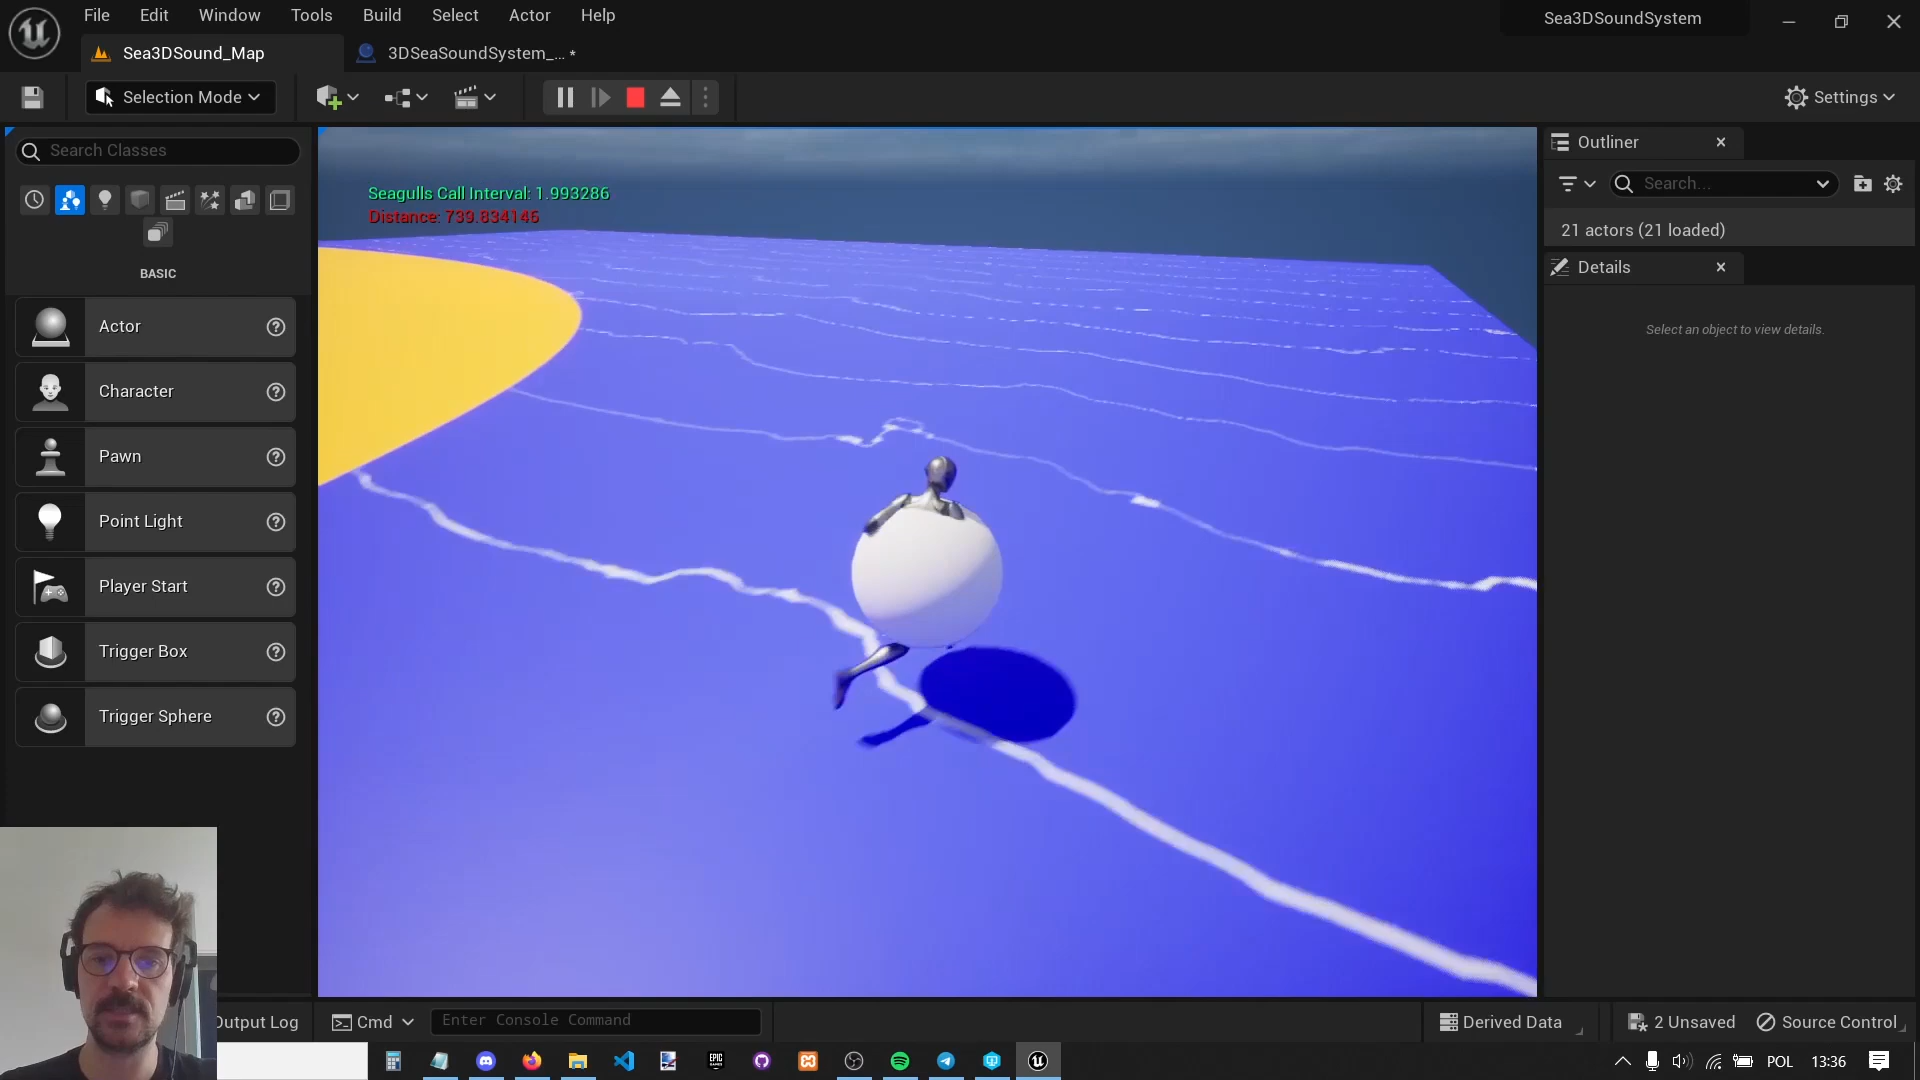 File Edit Window Tools Build Select Actor Help
Sea3DSoundSystem
Sea3DSound_Map
3DSeaSoundSystem_... *
Selection Mode
Settings
Search Classes
BASIC
Actor
Character
Pawn
Point Light
Player Start
Trigger Box
Trigger Sphere
Seagulls Call Interval: 1.993286
Distance: 739.834146
Outliner
Search...
21 actors (21 loaded)
Details
Select an object to view details.
Output Log
Cmd
Enter Console Command
Derived Data
2 Unsaved
Source Control
EPIC
POL
13:36